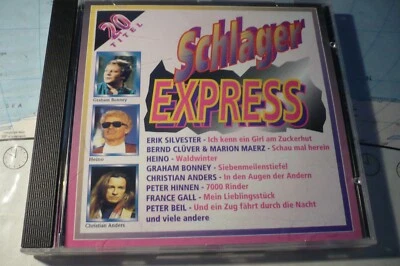 20
TITEL
Schlager
EXPRESS
Graham Bonney
Heino
Christian Anders
ERIK SILVESTER - Ich kenn ein Girl am Zuckerhut
BERND CLÜVER & MARION MAERZ - Schau mal herein
HEINO - Waldwinter
GRAHAM BONNEY - Siebenmeilenstiefel
CHRISTIAN ANDERS - In den Augen der Andern
PETER HINNEN - 7000 Rinder
FRANCE GALL - Mein Lieblingsstück
PETER BEIL - Und ein Zug fährt durch die Nacht
und viele andere